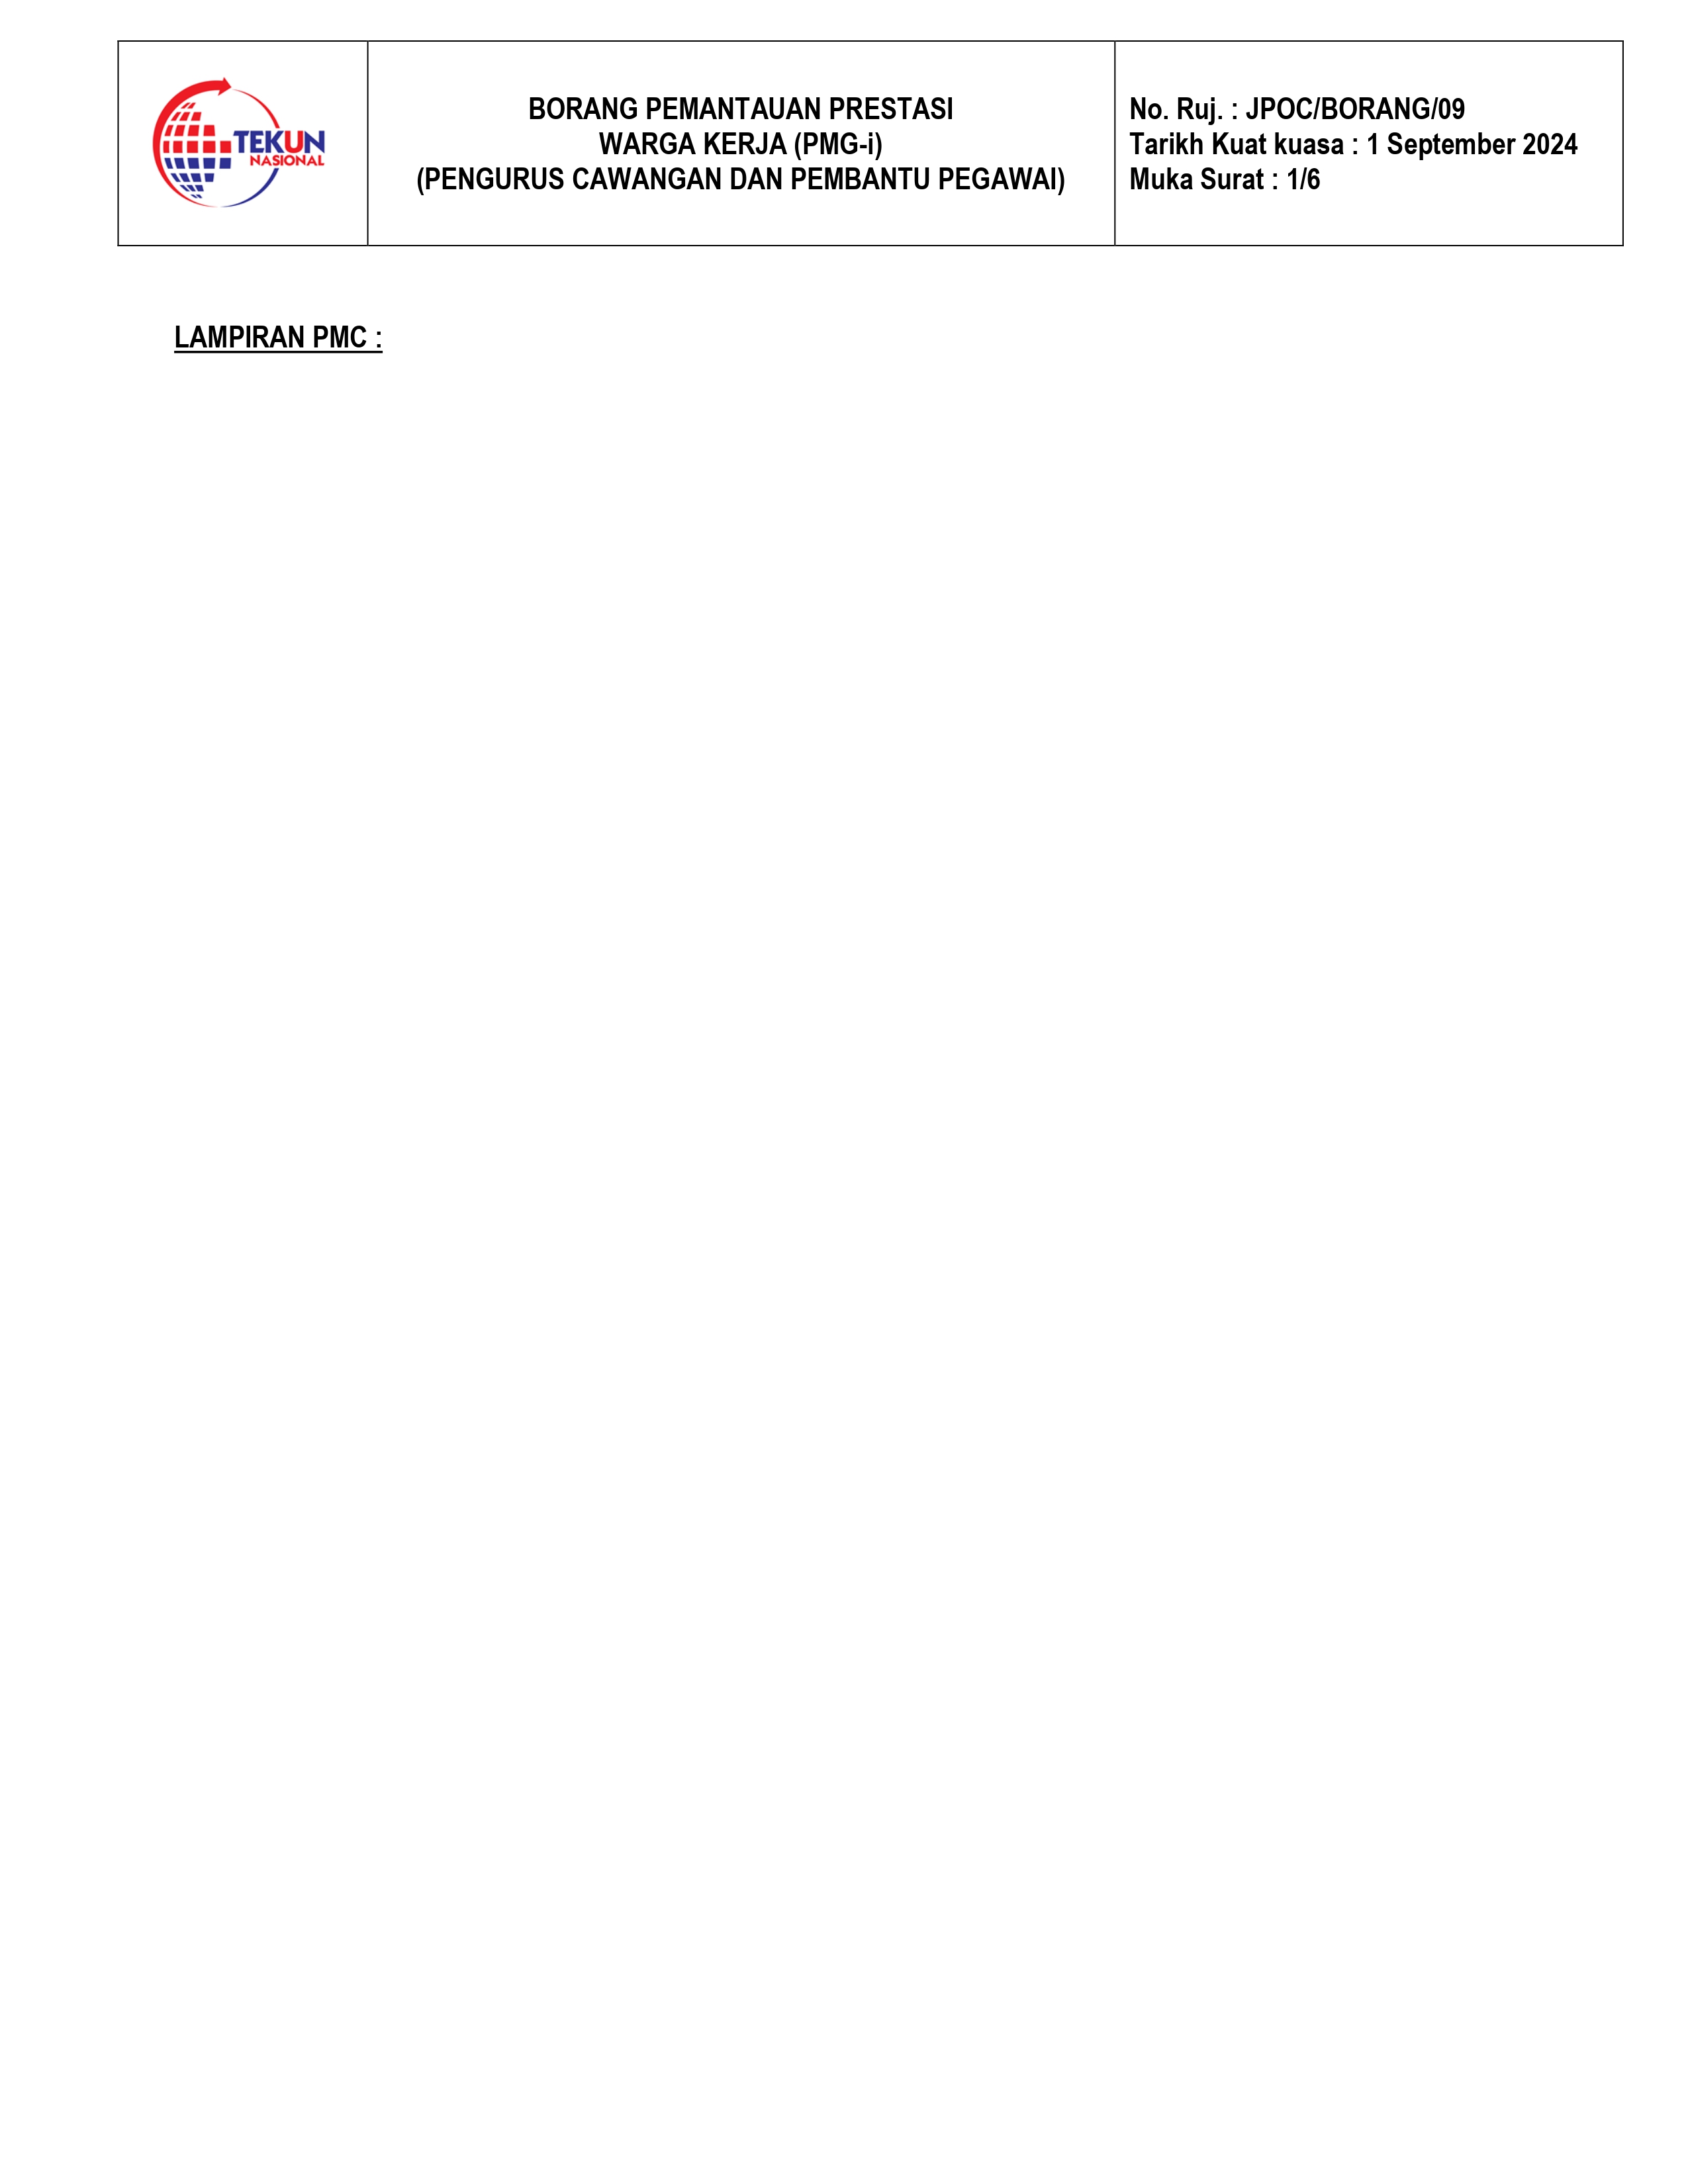 TEKUN
NASIONAL
BORANG PEMANTAUAN PRESTASI
WARGA KERJA (PMG-i)
(PENGURUS CAWANGAN DAN PEMBANTU PEGAWAI)
No. Ruj. : JPOC/BORANG/09
Tarikh Kuat kuasa : 1 September 2024
Muka Surat : 1/6
LAMPIRAN PMC :